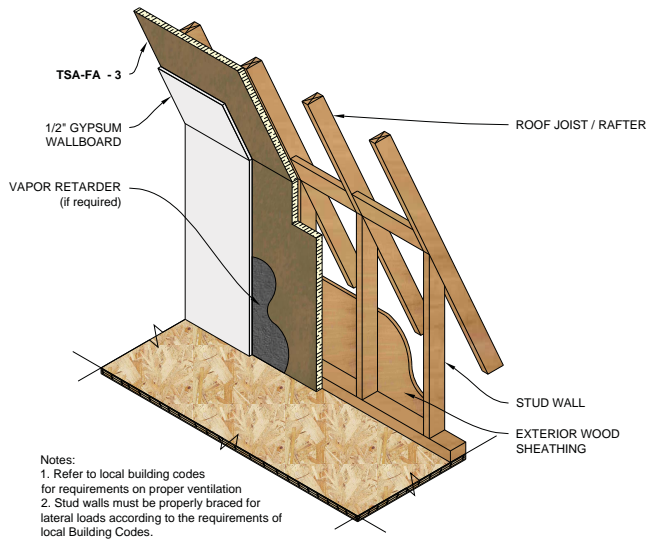 TSA-FA - 3
1/2" GYPSUM
WALLBOARD
VAPOR RETARDER
(if required)
ROOF JOIST / RAFTER
STUD WALL
EXTERIOR WOOD
SHEATHING
Notes:
1. Refer to local building codes
for requirements on proper ventilation
2. Stud walls must be properly braced for
lateral loads according to the requirements of
local Building Codes.